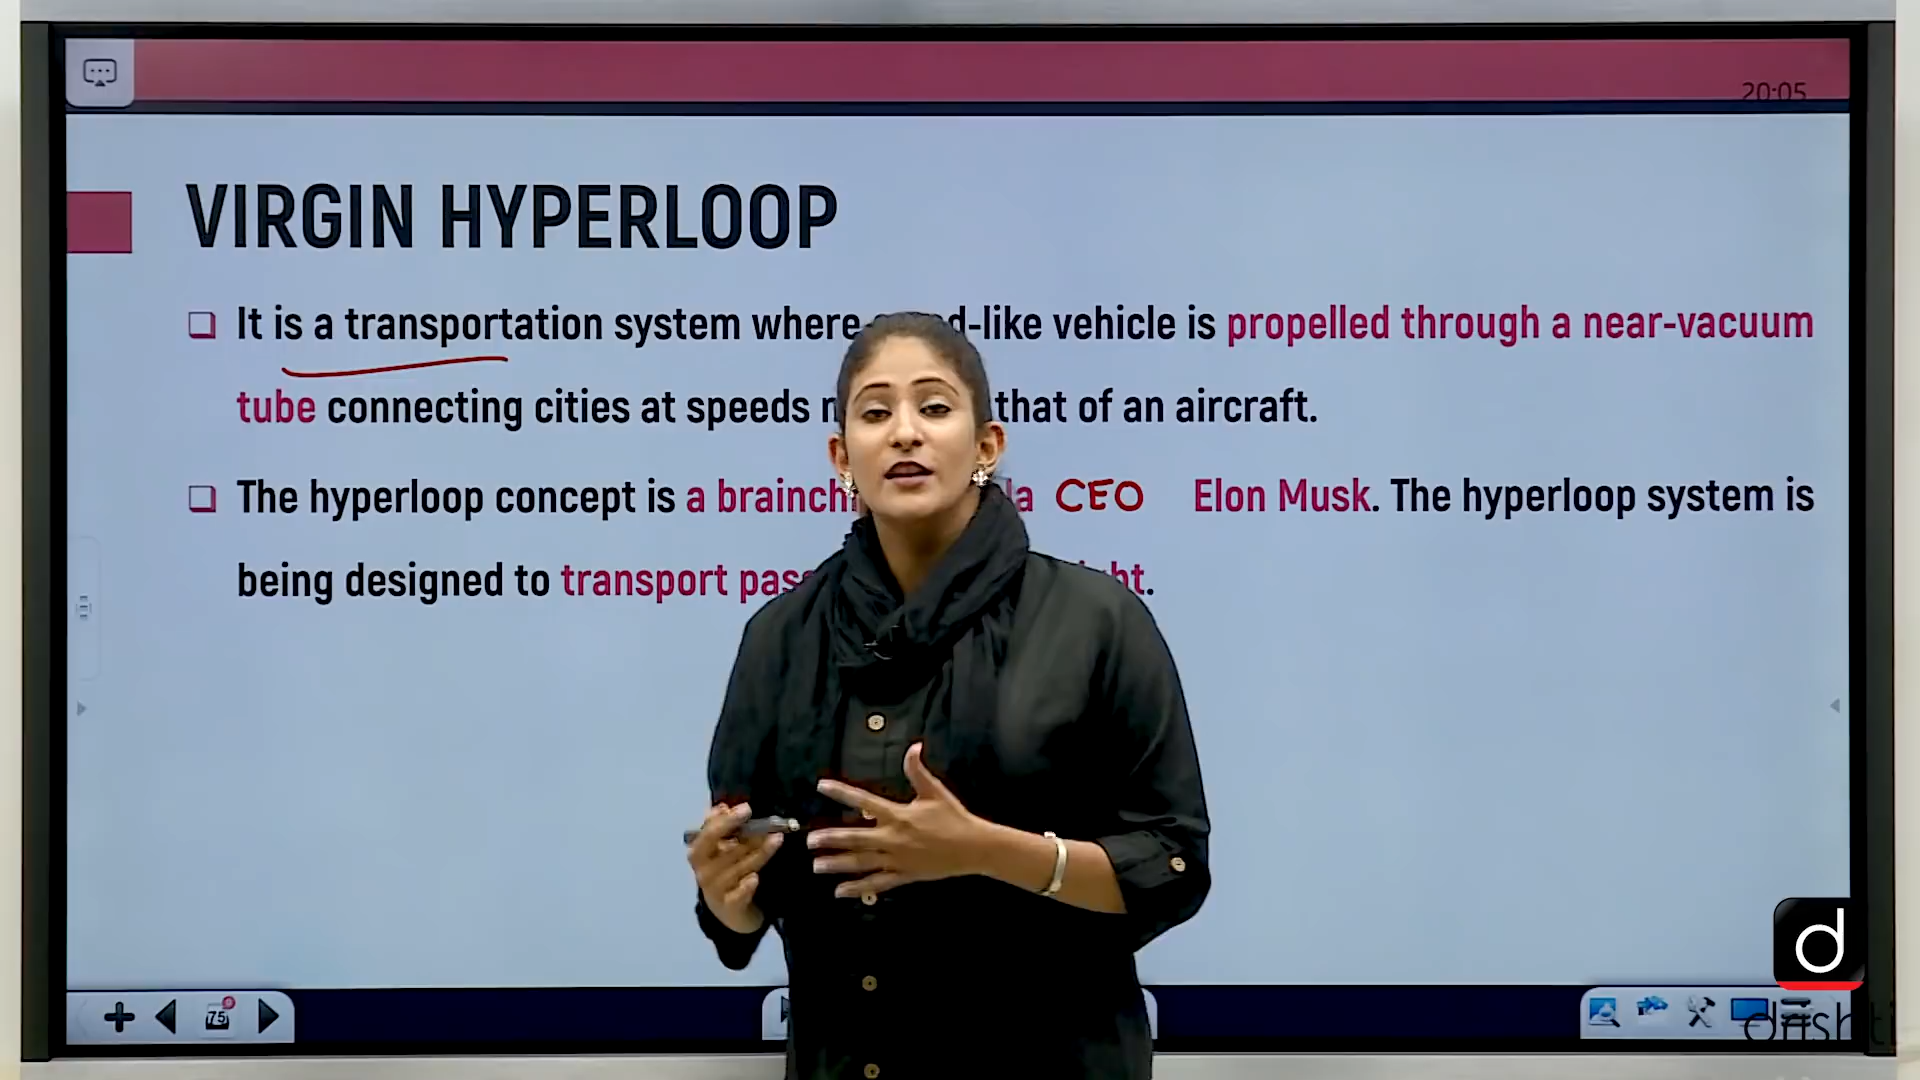 20:05
VIRGIN HYPERLOOP
It is a transportation system where -like vehicle is propelled through a near-vacuum
tube connecting cities at speeds that of an aircraft.
The hyperloop concept is a CEO Elon Musk. The hyperloop system is
being designed to transport
75
d
drishti